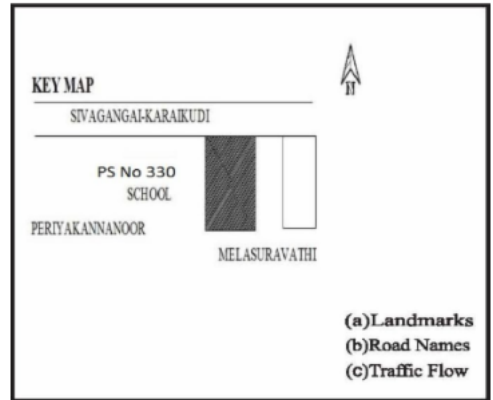 N
KEY MAP
SIVAGANGAI-KARAIKUDI
PS No 330
SCHOOL
PERIYAKANNANOOR
MELASURAVATHI
(a)Landmarks
(b)Road Names
(c)Traffic Flow